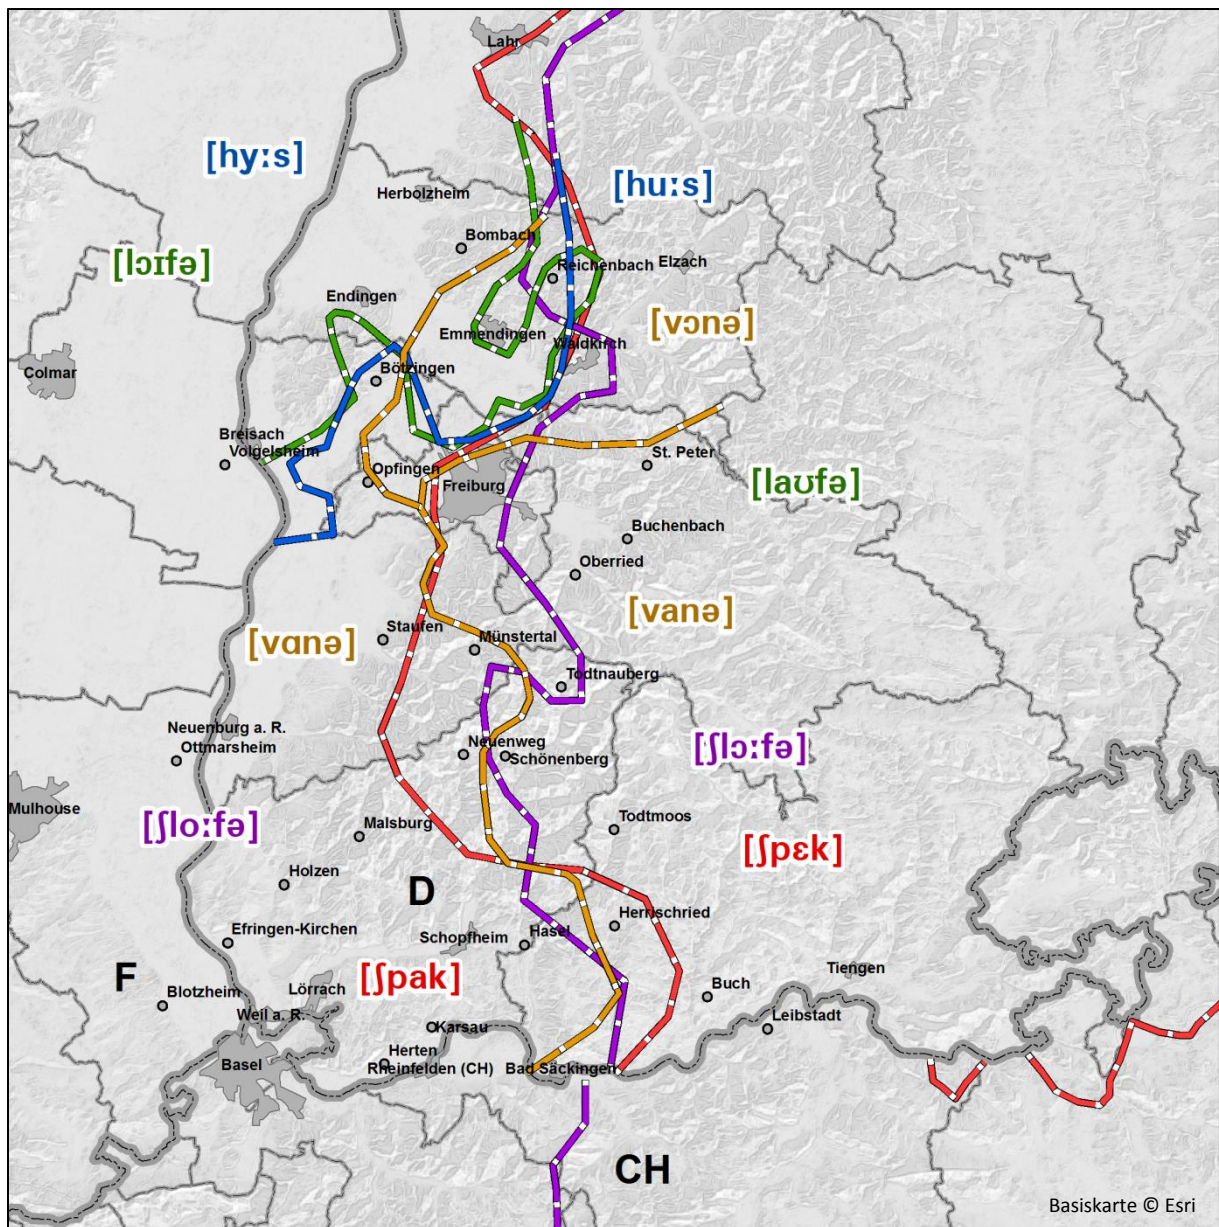 Lahr
[hyːs]
[huːs]
Herbolzheim
Bombach
[lɔɪfə]
Reichenbach
Elzach
Endingen
Emmendingen
[vɔnə]
Waldkirch
Colmar
Bötzingen
Breisach
Volgelsheim
St. Peter
Opfingen
Freiburg
[laʊfə]
Buchenbach
Oberried
[vɑnə]
[vanə]
Staufen
Münstertal
Todtnauberg
Neuenburg a. R.
Ottmarsheim
Neuenweg
Schönenberg
[ʃlɔːfə]
Mulhouse
[ʃloːfə]
Malsburg
Todtmoos
[ʃpɛk]
Holzen
D
Herrischried
Efringen-Kirchen
Schopfheim
Hasel
F
[ʃpak]
Tiengen
Blotzheim
Lörrach
Buch
Weil a. R.
Karsau
Leibstadt
Basel
Herten
Rheinfelden (CH)
Bad Säckingen
CH
Basiskarte © Esri